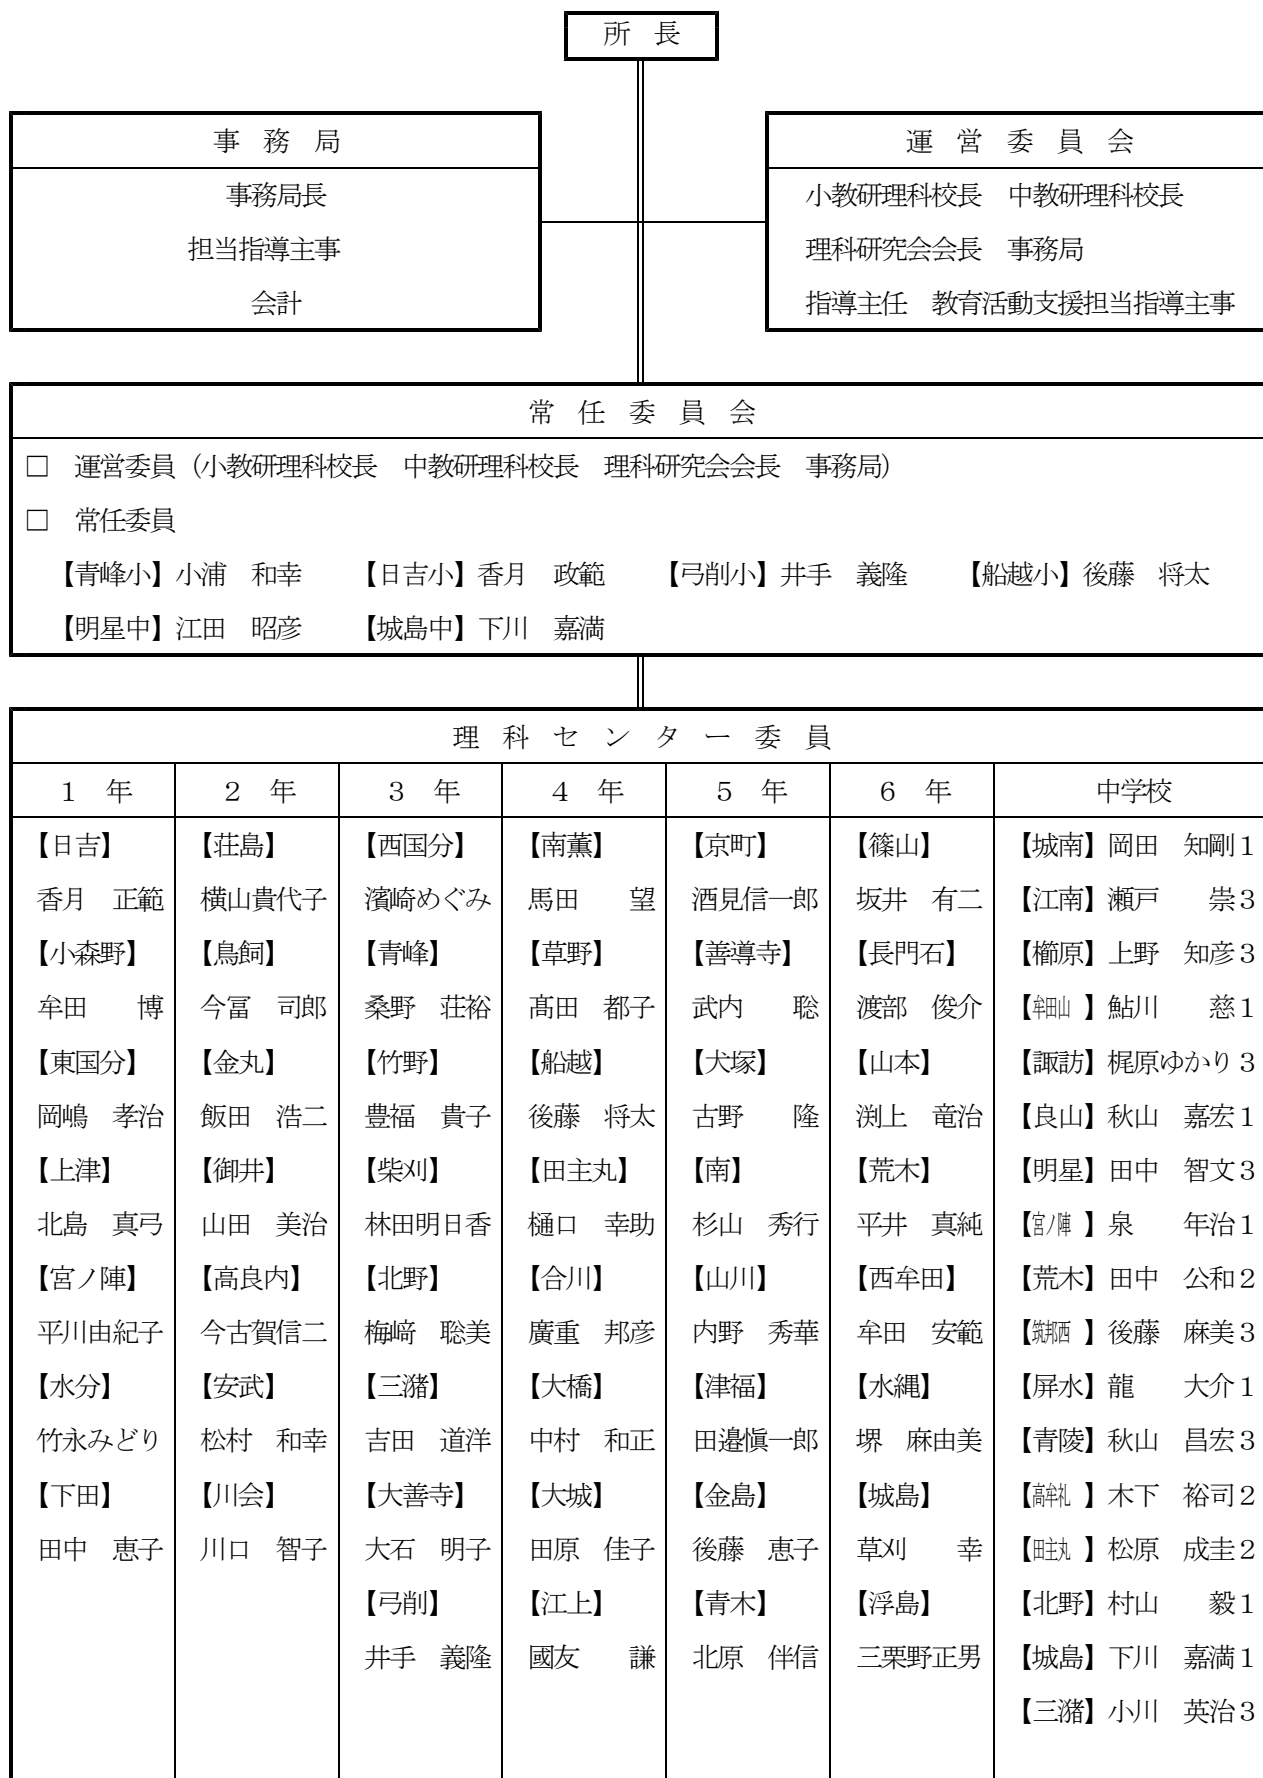 所　長
事　務　局
事務局長
担当指導主事
会計
運　営　委　員　会
小教研理科校長　中教研理科校長
理科研究会会長　事務局
指導主任　教育活動支援担当指導主事
常　任　委　員　会
□　運営委員（小教研理科校長　中教研理科校長　理科研究会会長　事務局）
□　常任委員
【青峰小】小浦　和幸　【日吉小】香月　政範　【弓削小】井手　義隆　【船越小】後藤　将太
【明星中】江田　昭彦　【城島中】下川　嘉満
理　科　セ　ン　タ　ー　委　員
１　年　２　年　３　年　４　年　５　年　６　年　中学校
【日吉】　【荘島】　【西国分】　【南薫】　【京町】　【篠山】　【城南】岡田　知剛１
香月　正範　横山貴代子　濱崎めぐみ　馬田　望　酒見信一郎　坂井　有二　【江南】瀬戸　崇３
【小森野】　【鳥飼】　【青峰】　【草野】　【善導寺】　【長門石】　【櫛原】上野　知彦３
牟田　博　今冨　司郎　桑野　荘裕　髙田　都子　武内　聡　渡部　俊介　【牟田山】鮎川　慈１
【東国分】　【金丸】　【竹野】　【船越】　【犬塚】　【山本】　【諏訪】梶原ゆかり３
岡嶋　孝治　飯田　浩二　豊福　貴子　後藤　将太　古野　隆　渕上　竜治　【良山】秋山　嘉宏１
【上津】　【御井】　【柴刈】　【田主丸】　【南】　【荒木】　【明星】田中　智文３
北島　真弓　山田　美治　林田明日香　樋口　幸助　杉山　秀行　平井　真純　【宮ノ陣】泉　年治１
【宮ノ陣】　【高良内】　【北野】　【合川】　【山川】　【西牟田】　【荒木】田中　公和２
平川由紀子　今古賀信二　梅﨑　聡美　廣重　邦彦　内野　秀華　牟田　安範　【筑邦西】後藤　麻美３
【水分】　【安武】　【三潴】　【大橋】　【津福】　【水縄】　【屏水】龍　大介１
竹永みどり　松村　和幸　吉田　道洋　中村　和正　田邉愼一郎　堺　麻由美　【青陵】秋山　昌宏３
【下田】　【川会】　【大善寺】　【大城】　【金島】　【城島】　【高牟礼】木下　裕司２
田中　恵子　川口　智子　大石　明子　田原　佳子　後藤　恵子　草刈　幸　【田主丸】松原　成圭２
【弓削】　【江上】　【青木】　【浮島】　【北野】村山　毅１
井手　義隆　國友　謙　北原　伴信　三栗野正男　【城島】下川　嘉満１
【三潴】小川　英治３